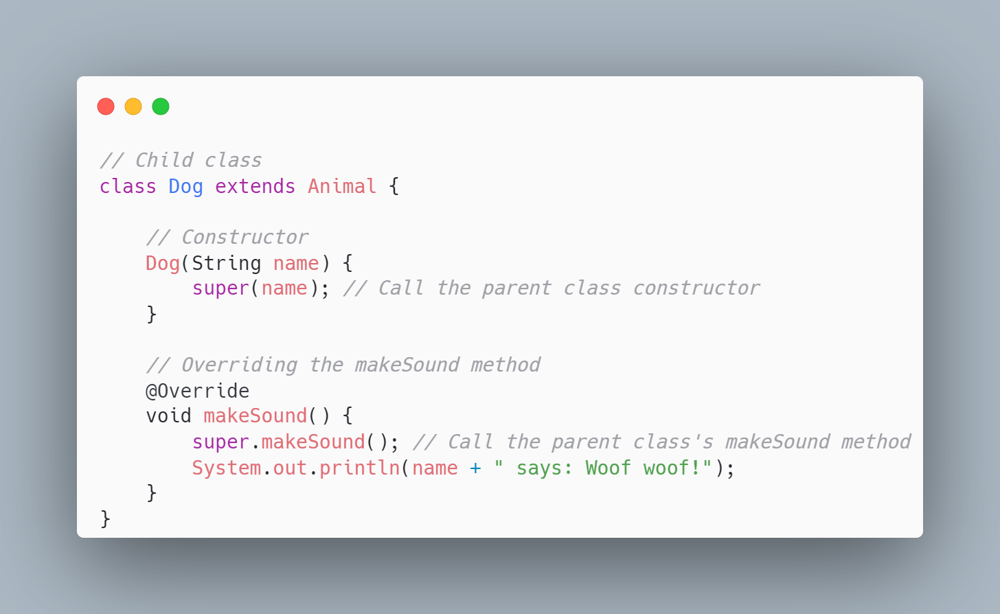 // Child class
class Dog extends Animal {
// Constructor
Dog(String name) {
super(name); // Call the parent class constructor
}
// Overriding the makeSound method
@Override
void makeSound() {
super.makeSound(); // Call the parent class's makeSound method
System.out.println(name + " says: Woof woof!");
}
}